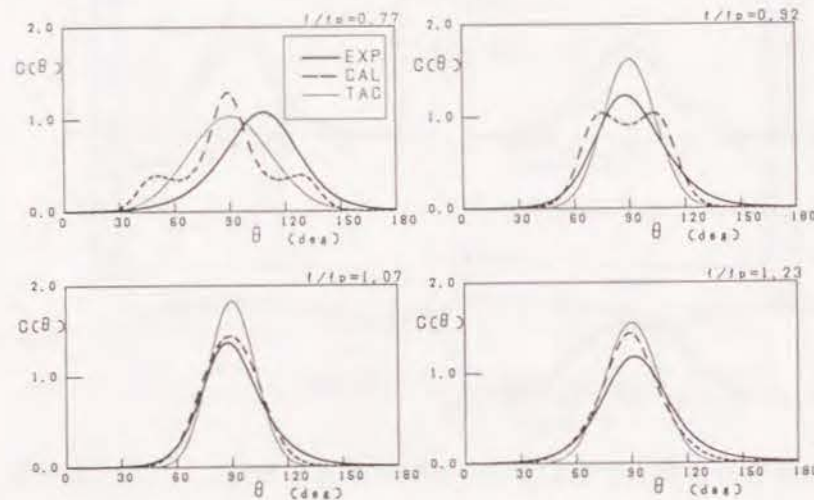 f/fp=0.77
2.0
G(θ)
1.0
0.0
EXP
CAL
TAG
30 60 90 120 150 180
θ (deg)
f/fp=0.92
2.0
G(θ)
1.0
0.0
0 30 60 90 120 150 180
θ (deg)
f/fp=1.07
2.0
G(θ)
1.0
0.0
0 30 60 90 120 150 180
θ (deg)
f/fp=1.23
2.0
G(θ)
1.0
0.0
0 30 60 90 120 150 180
θ (deg)